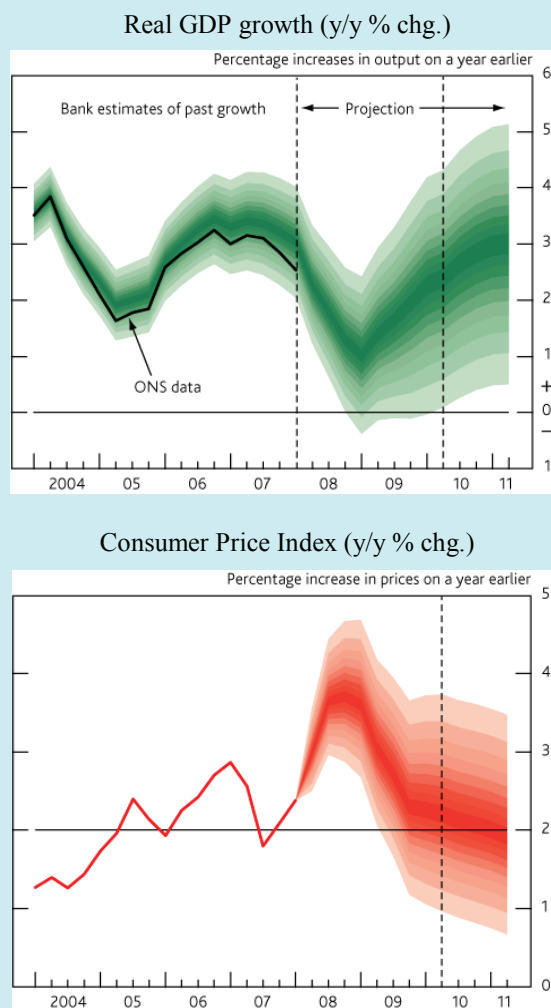 Real GDP growth (y/y % chg.)
Percentage increases in output on a year earlier
6
Bank estimates of past growth
Projection
5
4
3
2
1
ONS data
+
0
–
1
2004 05 06 07 08 09 10 11
Consumer Price Index (y/y % chg.)
Percentage increase in prices on a year earlier
5
4
3
2
1
0
2004 05 06 07 08 09 10 11